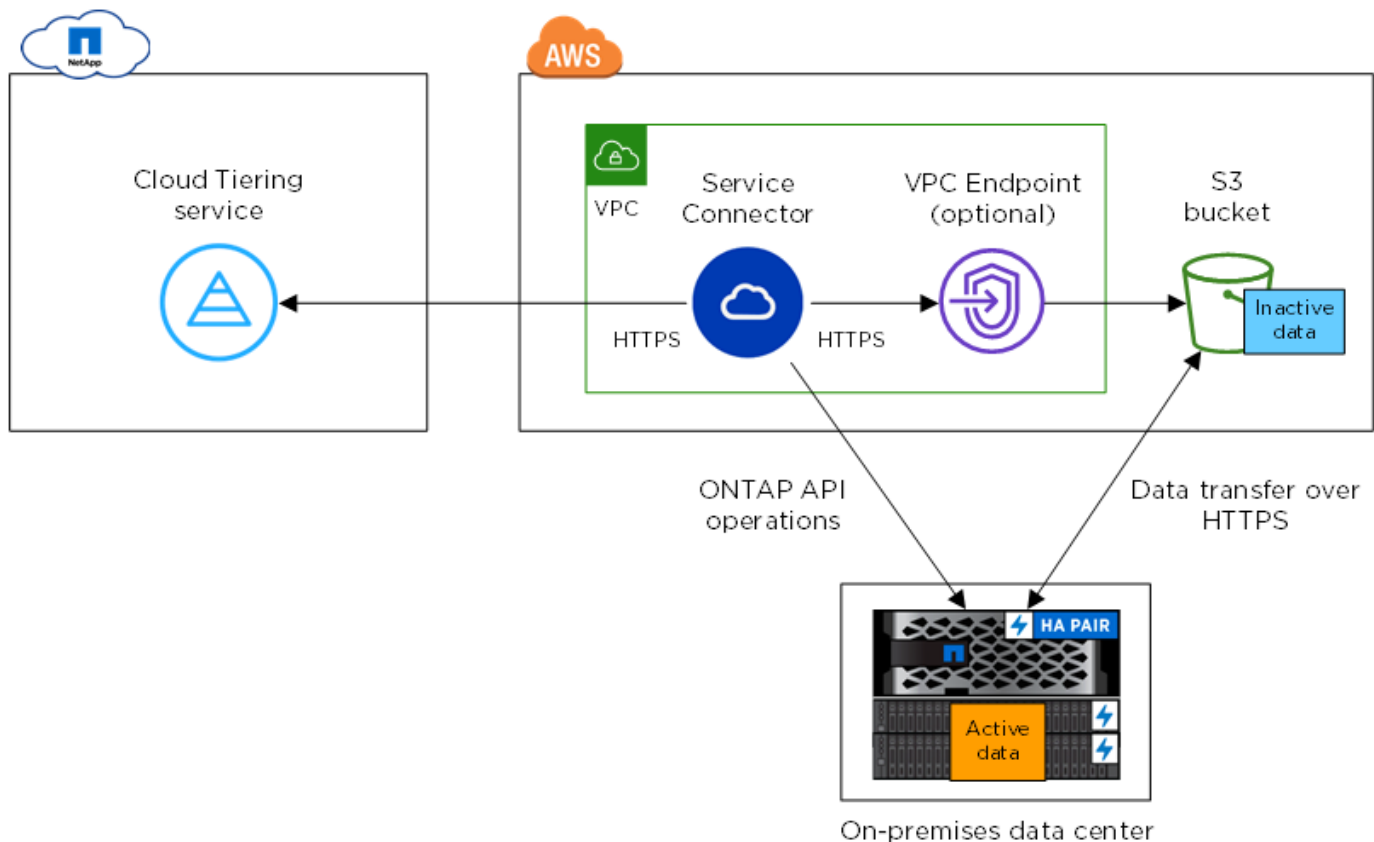 NetApp
AWS
Cloud Tiering
service
VPC
Service
Connector
VPC Endpoint
(optional)
S3
bucket
HTTPS
HTTPS
Inactive
data
ONTAP API
operations
Data transfer over
HTTPS
HA PAIR
Active
data
On-premises data center